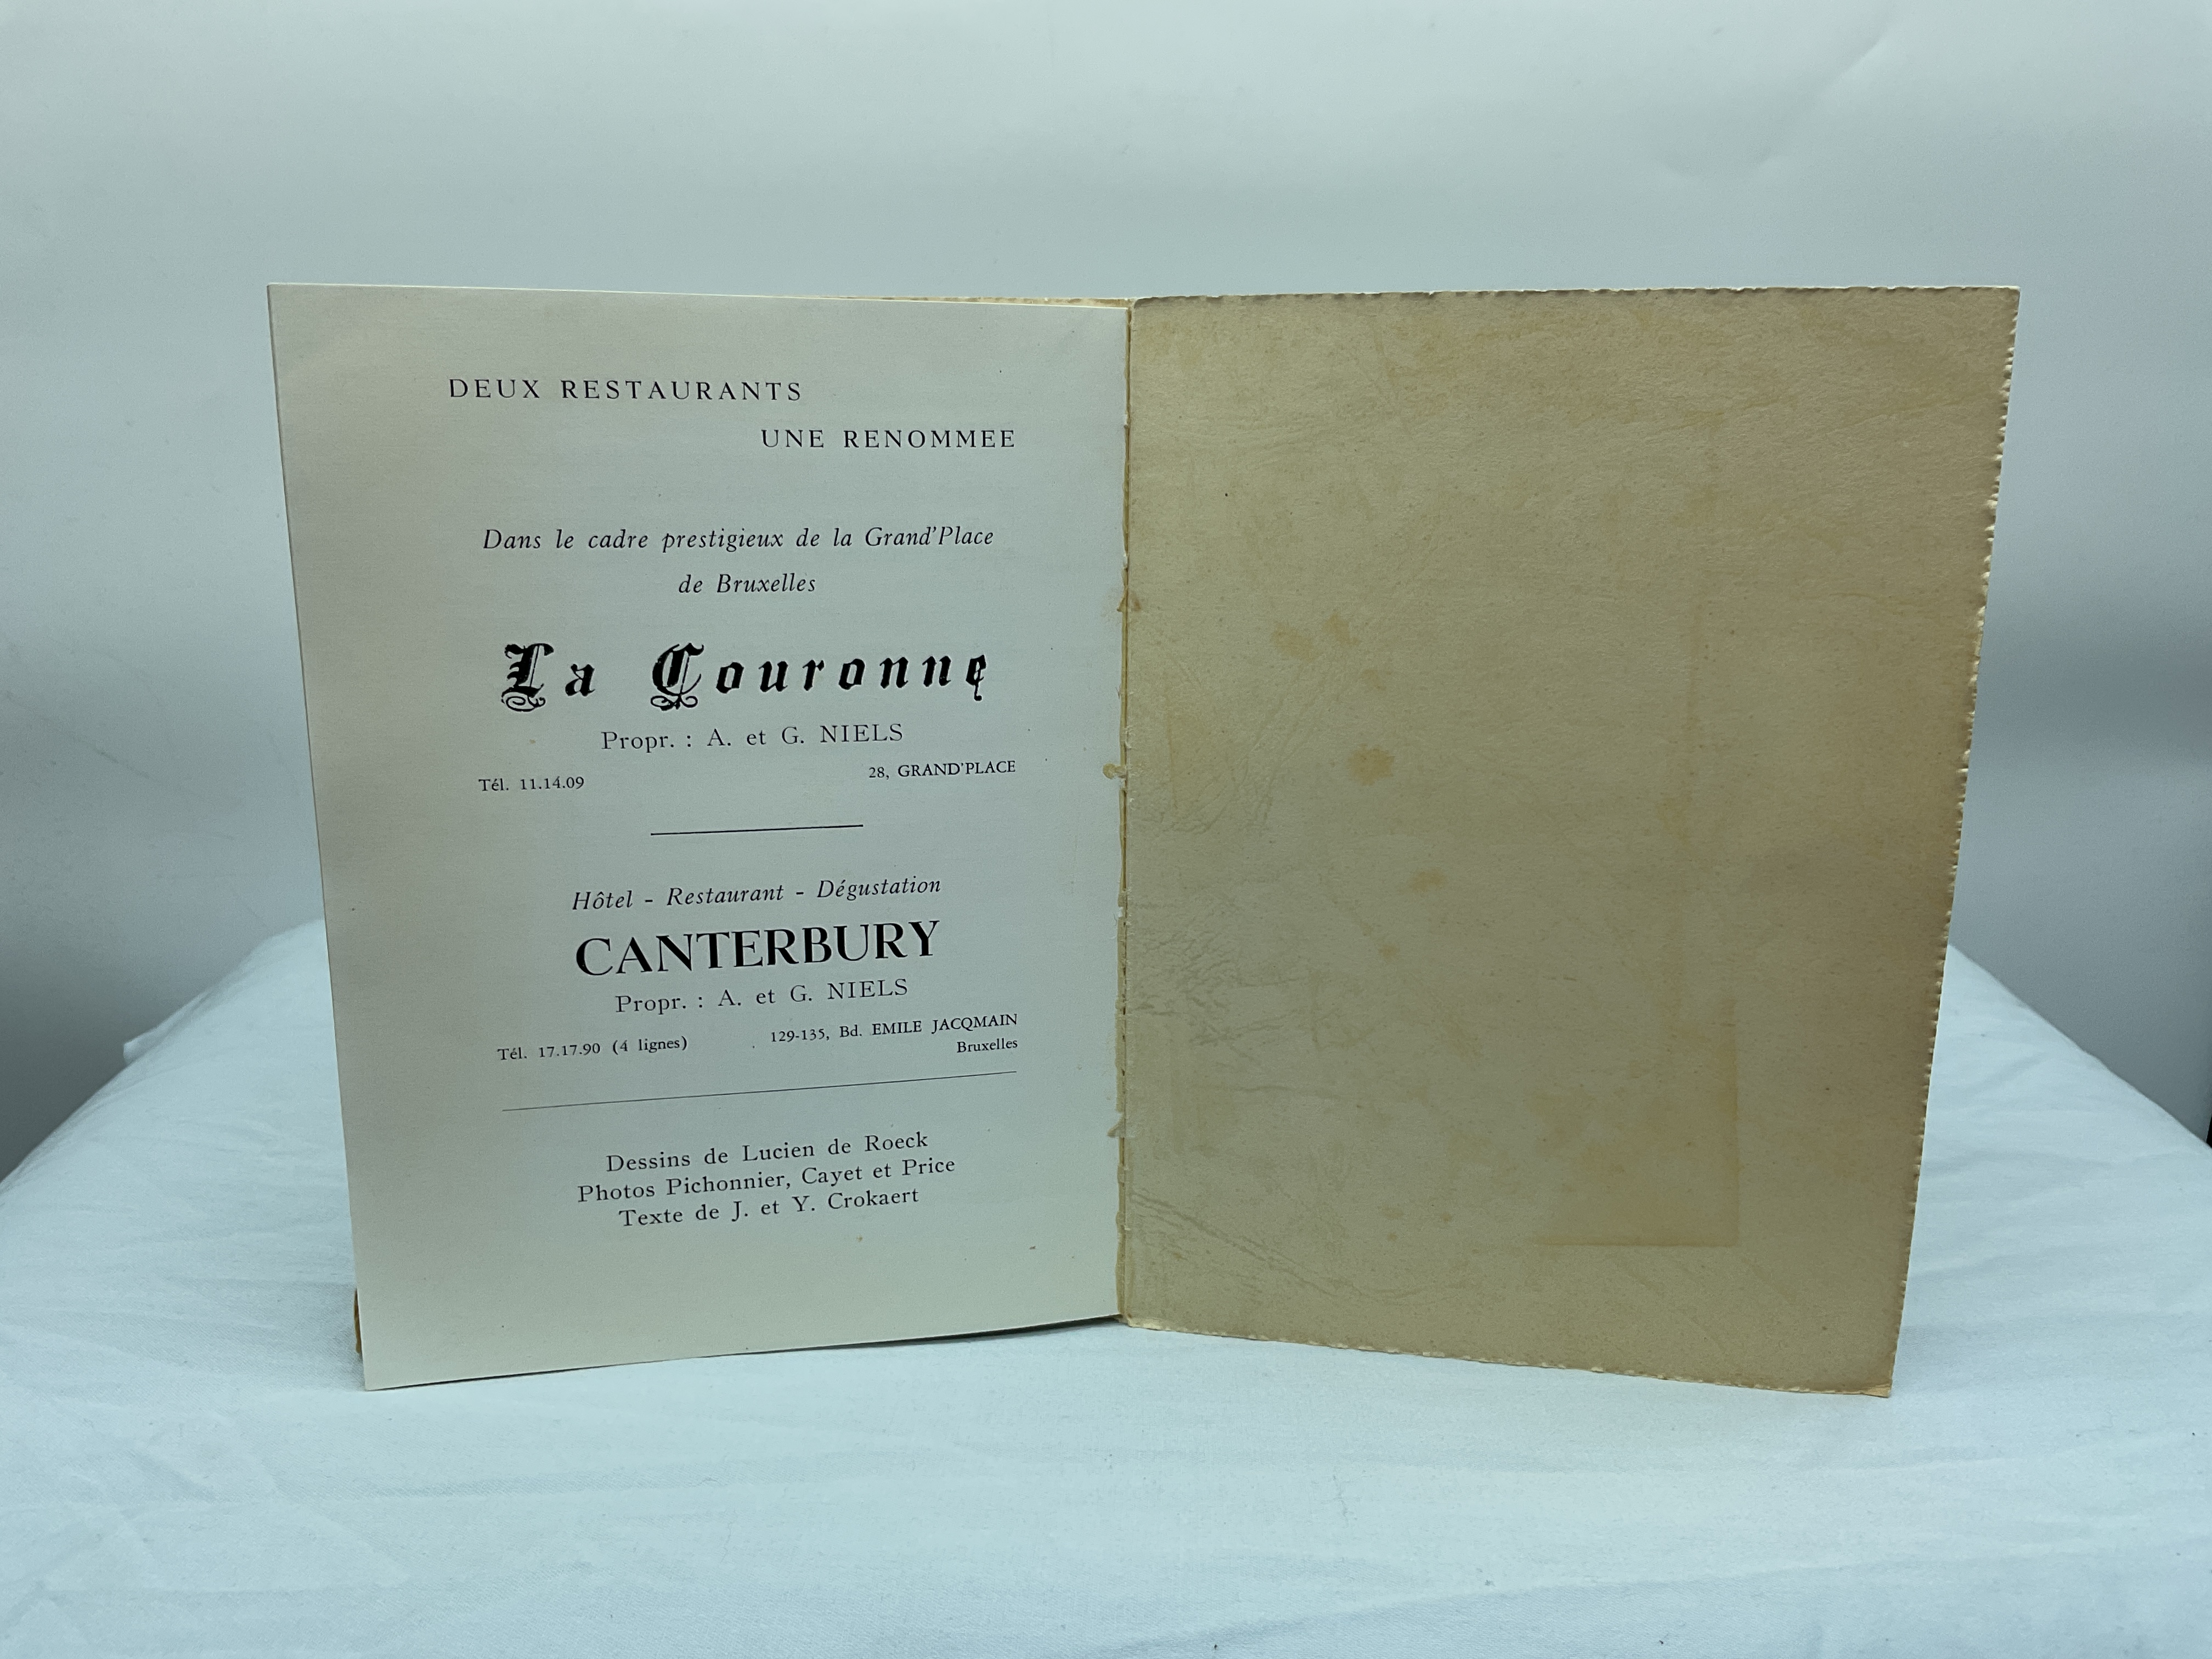 DEUX RESTAURANTS
UNE RENOMMEE
Dans le cadre prestigieux de la Grand'Place
de Bruxelles
La Couronne
Propr. : A. et G. NIELS
Tél. 11.14.09 28, GRAND'PLACE
Hôtel - Restaurant - Dégustation
CANTERBURY
Propr. : A. et G. NIELS
Tél. 17.17.90 (4 lignes) 129-135, Bd. EMILE JACQMAIN
Bruxelles
Dessins de Lucien de Roeck
Photos Pichonnier, Cayet et Price
Texte de J. et Y. Crokaert